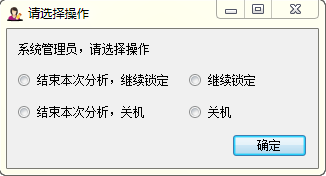 请选择操作
系统管理员，请选择操作
结束本次分析，继续锁定 继续锁定
结束本次分析，关机 关机
确定